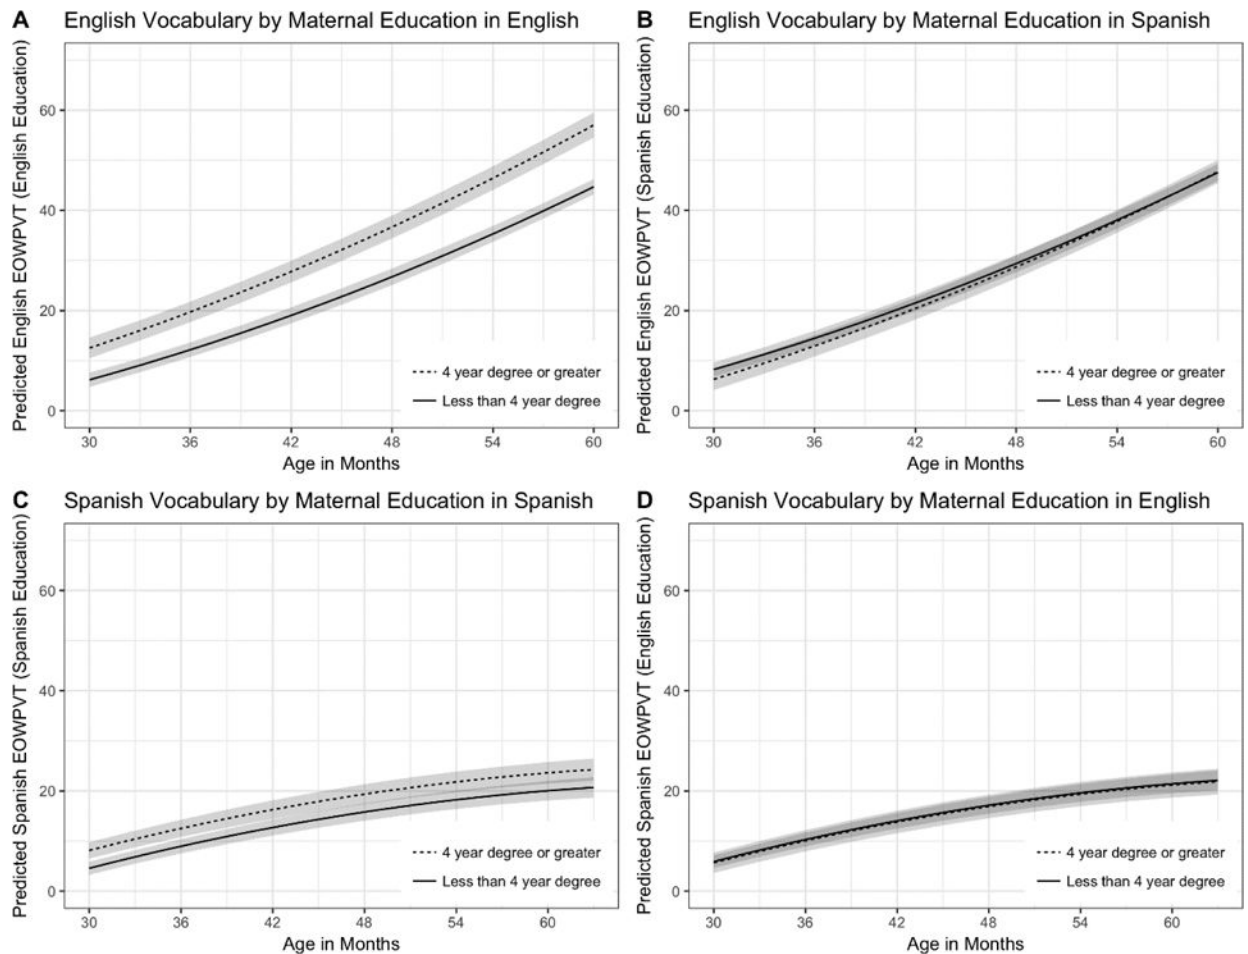 A English Vocabulary by Maternal Education in English
Predicted English EOWPVT (English Education)
60
40
20
0
4 year degree or greater
Less than 4 year degree
30 36 42 48 54 60
Age in Months
B English Vocabulary by Maternal Education in Spanish
Predicted English EOWPVT (Spanish Education)
60
40
20
0
4 year degree or greater
Less than 4 year degree
30 36 42 48 54 60
Age in Months
C Spanish Vocabulary by Maternal Education in Spanish
Predicted Spanish EOWPVT (Spanish Education)
60
40
20
0
4 year degree or greater
Less than 4 year degree
30 36 42 48 54 60
Age in Months
D Spanish Vocabulary by Maternal Education in English
Predicted Spanish EOWPVT (English Education)
60
40
20
0
4 year degree or greater
Less than 4 year degree
30 36 42 48 54 60
Age in Months